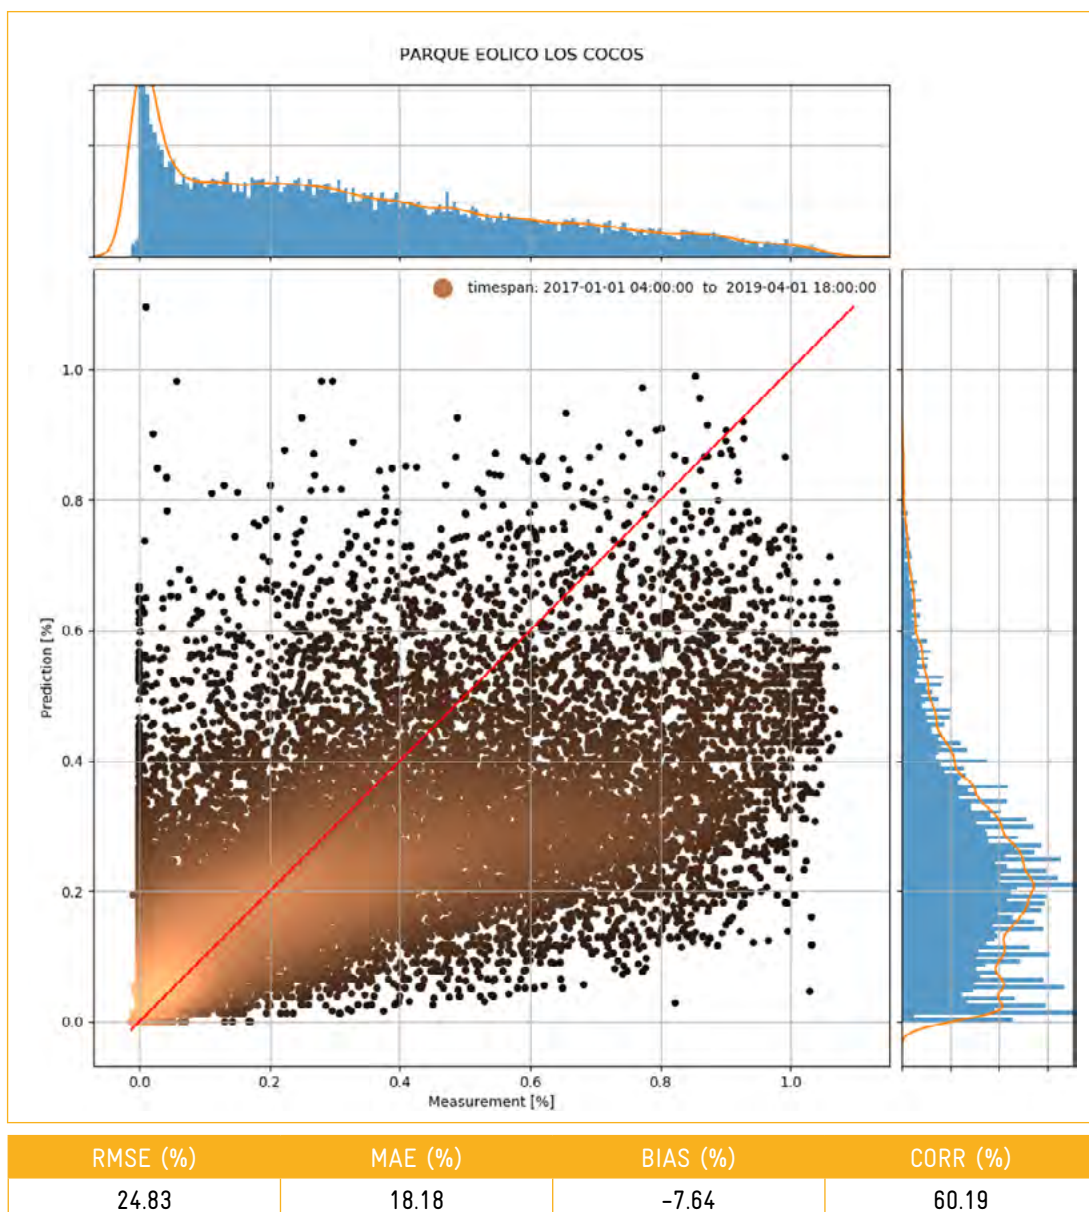 PARQUE EOLICO LOS COCOS
timespan: 2017-01-01 04:00:00 to 2019-04-01 18:00:00
1.0
0.8
0.6
0.4
0.2
0.0
Prediction [%]
0.0 0.2 0.4 0.6 0.8 1.0
Measurement [%]
RMSE (%) MAE (%) BIAS (%) CORR (%)
24.83 18.18 -7.64 60.19